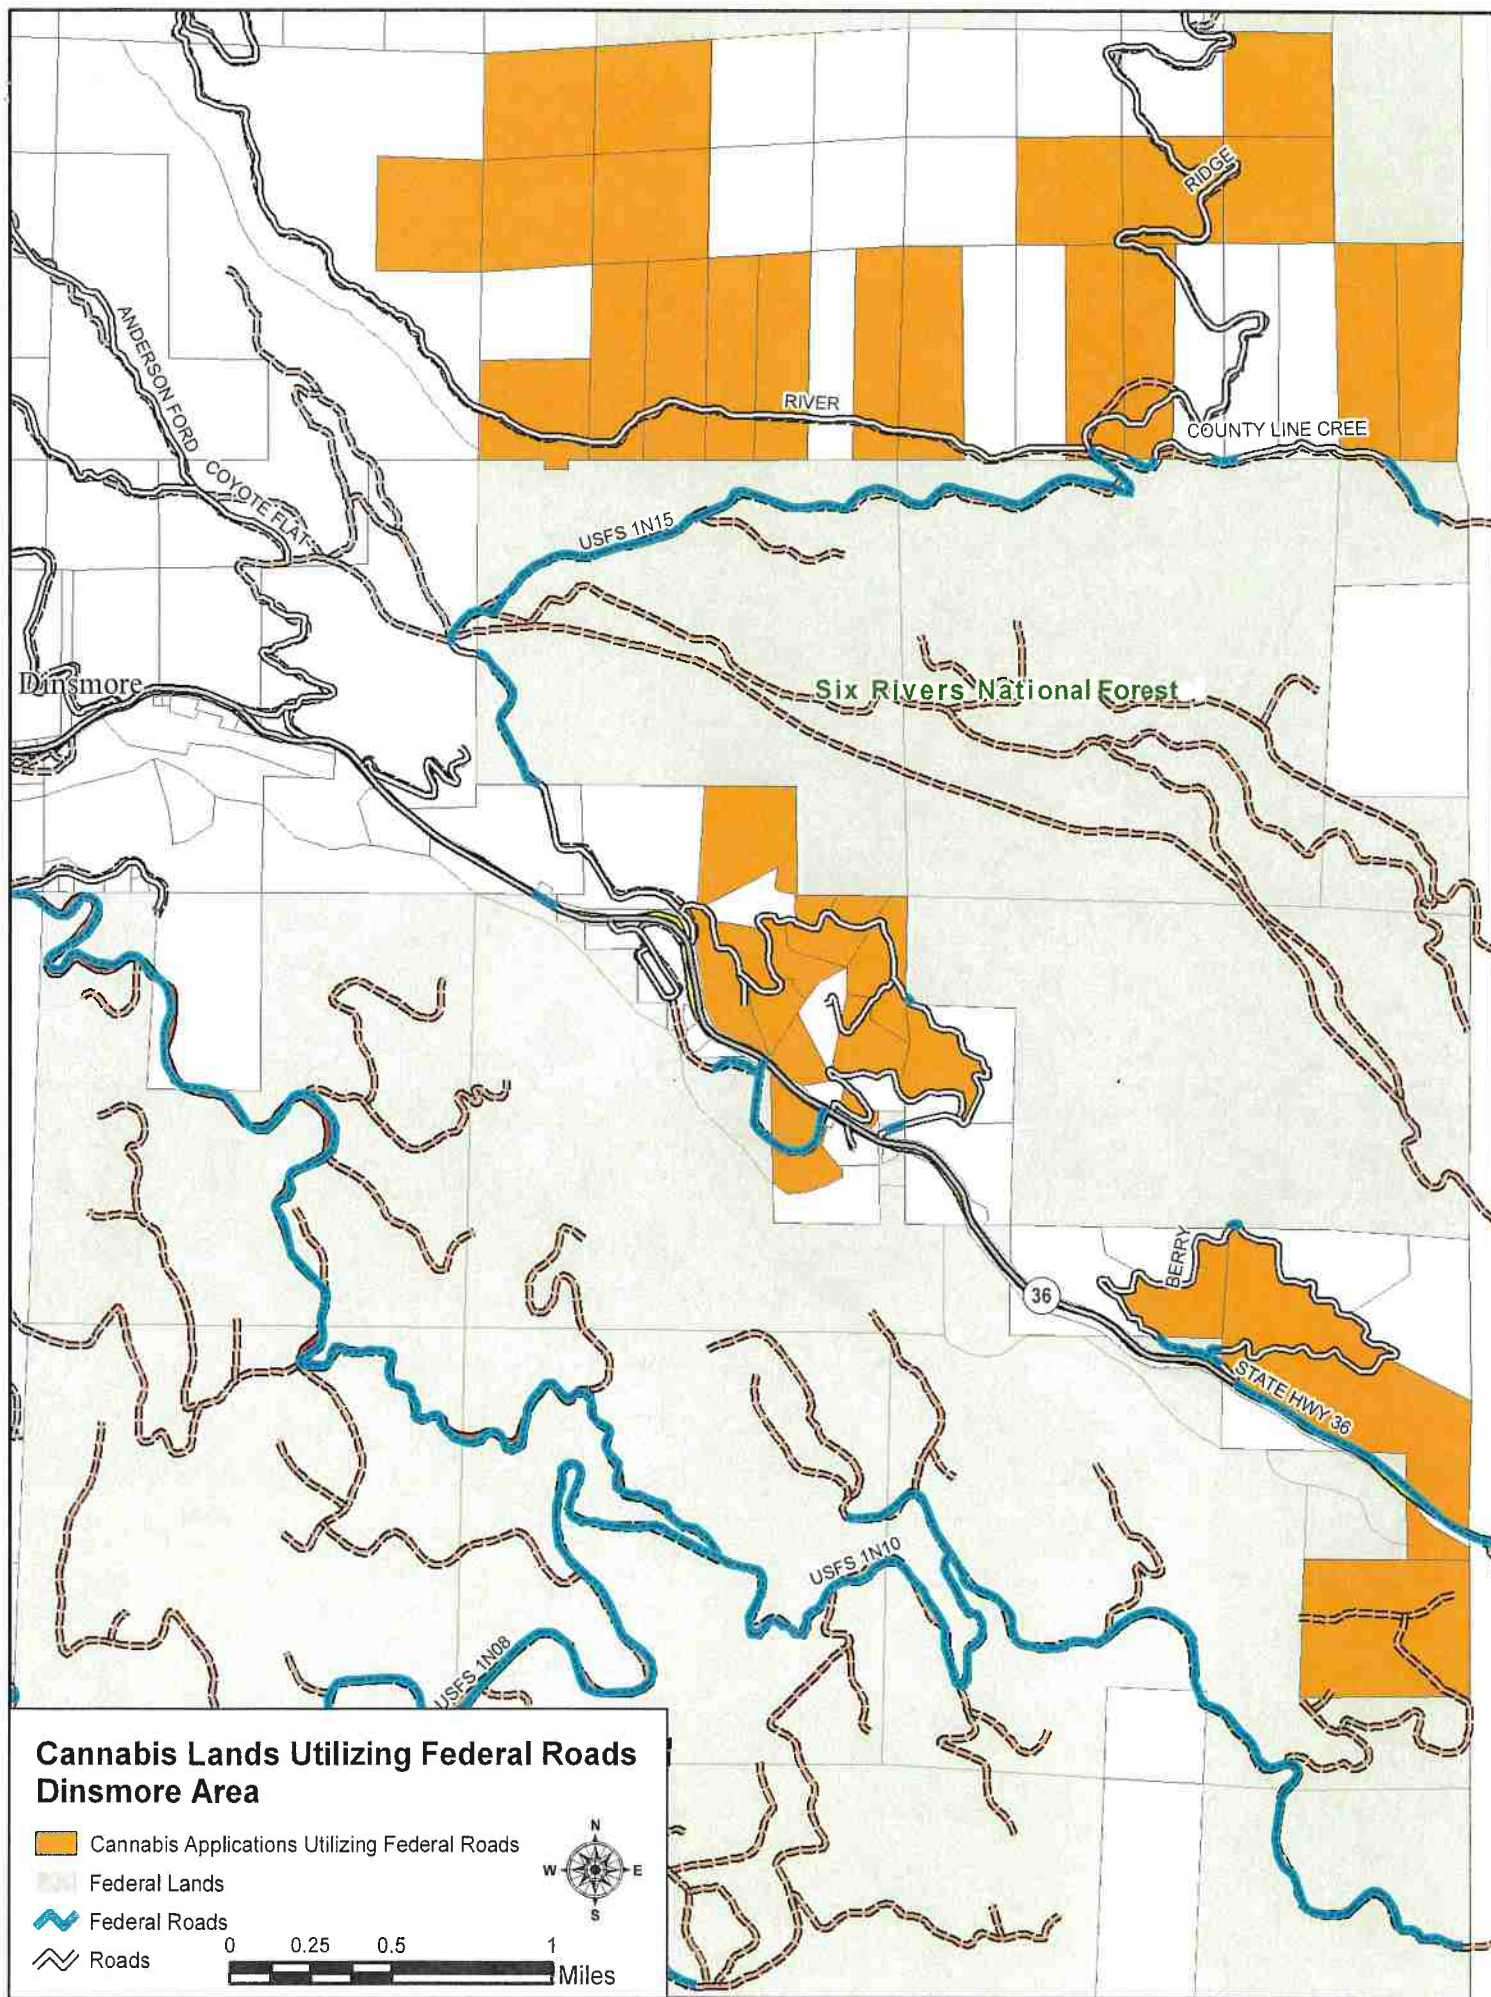 RIDGE
ANDERSON FORD
RIVER
COUNTY LINE CREE
COYOTE FLAT
USFS 1N15
Dinsmore
Six Rivers National Forest
BERRY
36
STATE HWY 36
USFS 1N10
USFS 1N08
Cannabis Lands Utilizing Federal Roads
Dinsmore Area
Cannabis Applications Utilizing Federal Roads
Federal Lands
Federal Roads
Roads
N
W E
S
0 0.25 0.5 1
Miles